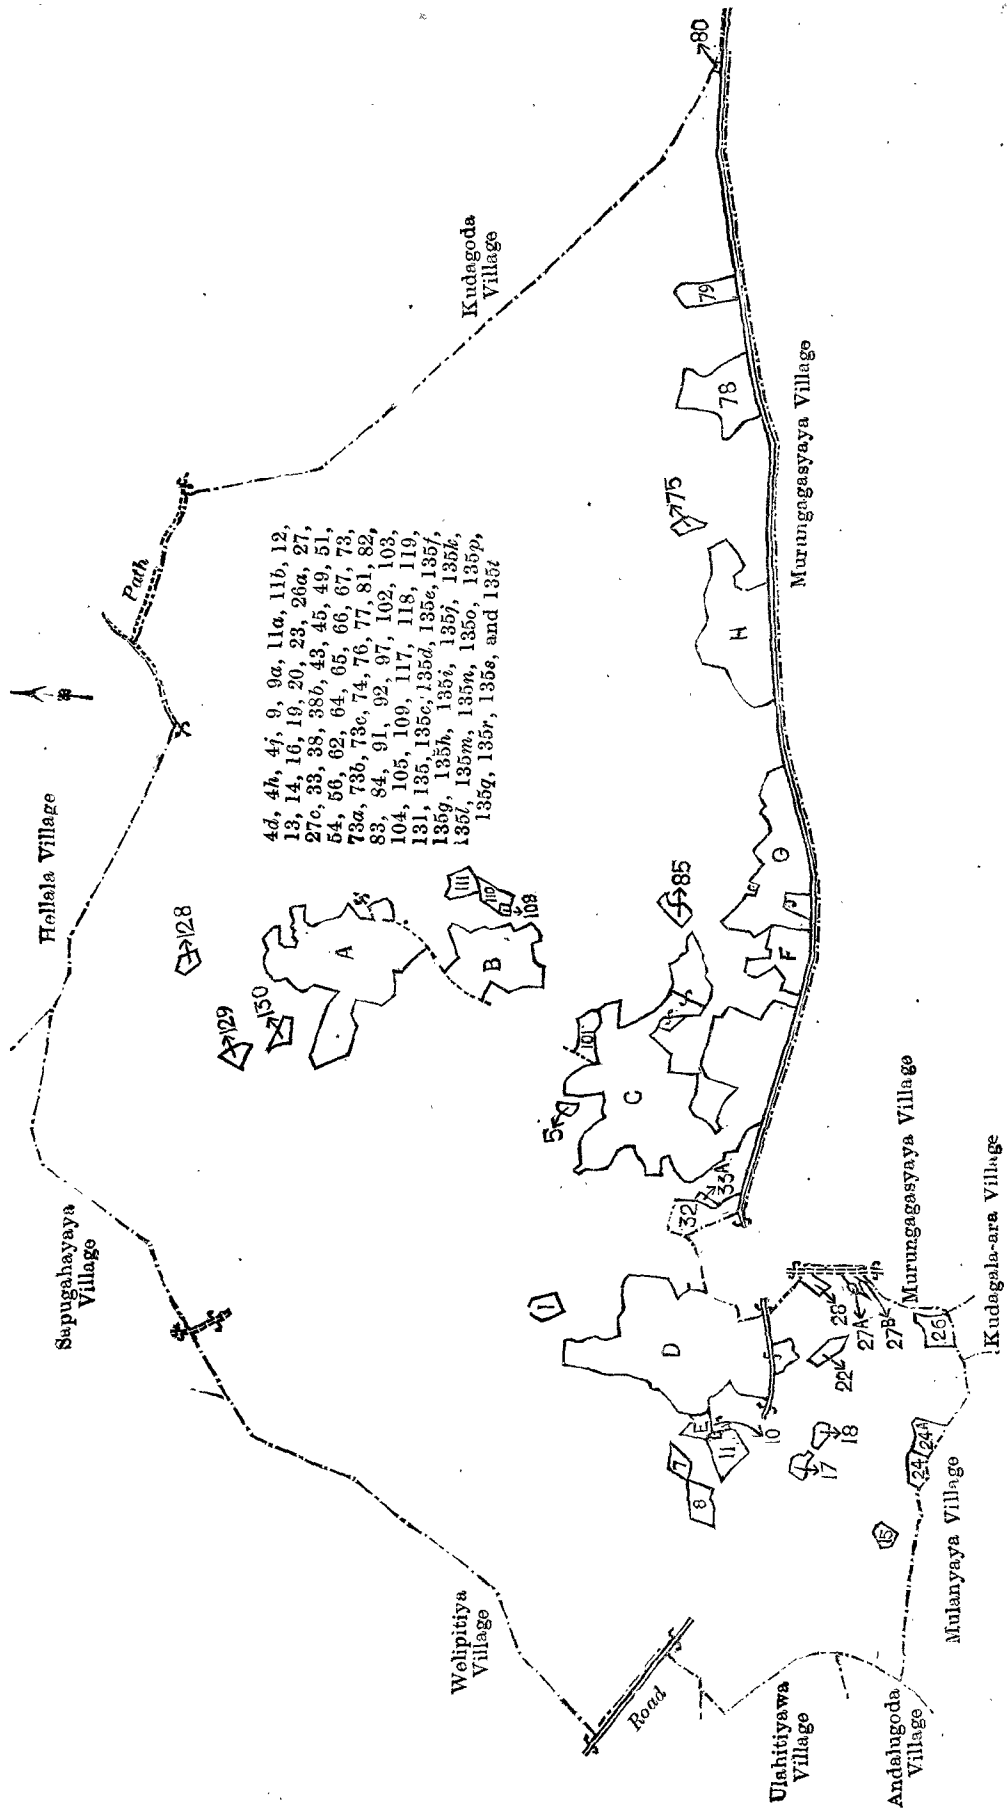 Hollala Village
Sapugahayaya
Village
Path
Kudagoda
Village
80
Welipitiya
Village
Road
128
129
130
A
111
110
109
B
4d, 4h, 4j, 9, 9a, 11a, 11b, 12,
13, 14, 16, 19, 20, 23, 26a, 27,
27c, 33, 38, 38b, 43, 45, 49, 51,
54, 56, 62, 64, 65, 66, 67, 73,
73a, 73b, 73c, 74, 76, 77, 81, 82,
83, 84, 91, 92, 97, 102, 103,
104, 105, 109, 117, 118, 119,
131, 135, 135c, 135d, 135e, 135f,
135g, 135h, 135i, 135j, 135k,
135l, 135m, 135n, 135o, 135p,
135q, 135r, 135s, and 135t
1
5
101
C
85
75
78
79
7
8
E
11
10
D
32
33A
F
G
H
17
18
22
28
27A
27B
15
24
24A
26
Ulahitiyawa
Village
Andalugoda
Village
Mulanyaya Village
Murungagasyaya Village
Kudagala-ara Village
Murungagasyaya Village